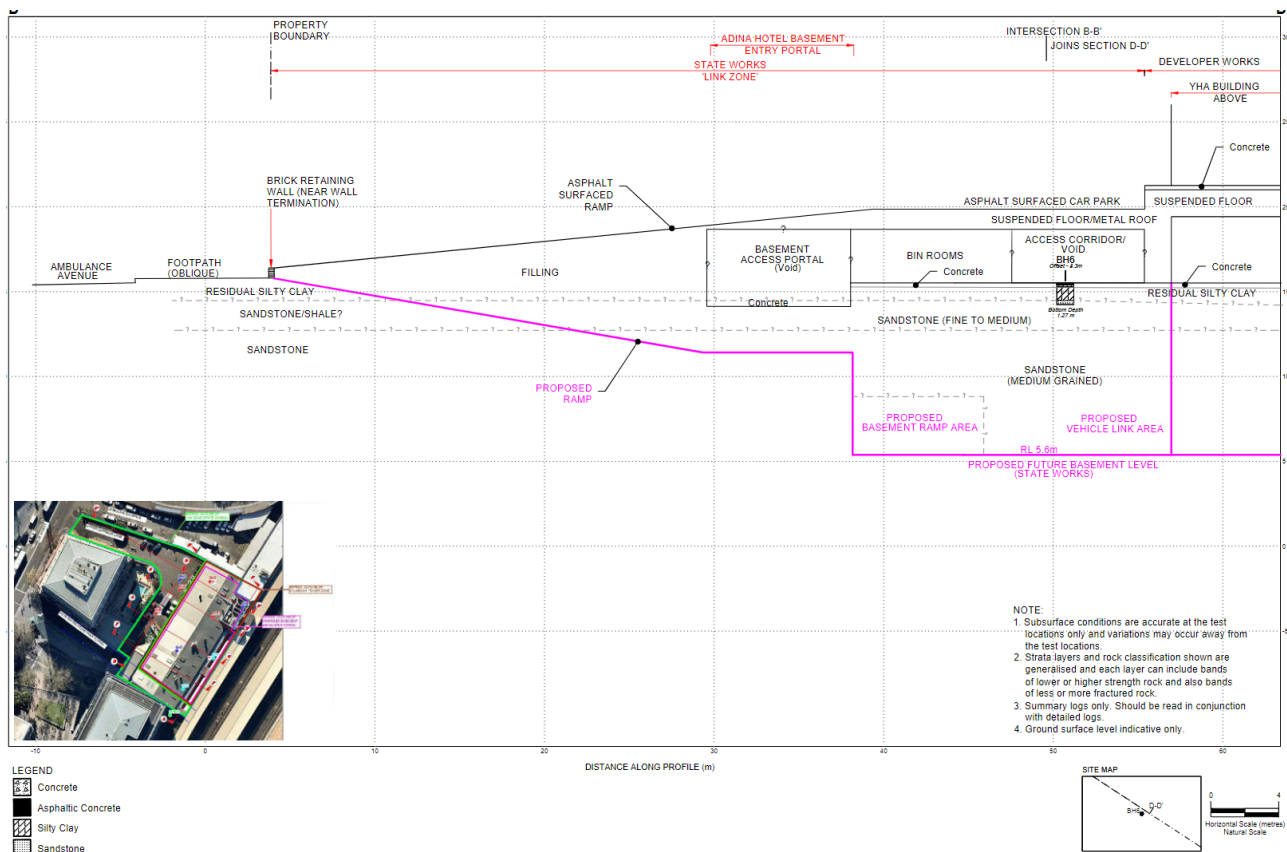 PROPERTY
BOUNDARY
ADINA HOTEL BASEMENT
ENTRY PORTAL
INTERSECTION B-B'
JOINS SECTION D-D'
STATE WORKS
'LINK ZONE'
DEVELOPER WORKS
YHA BUILDING
ABOVE
Concrete
BRICK RETAINING
WALL (NEAR WALL
TERMINATION)
ASPHALT
SURFACED
RAMP
ASPHALT SURFACED CAR PARK
SUSPENDED FLOOR
SUSPENDED FLOOR/METAL ROOF
AMBULANCE
AVENUE
FOOTPATH
(OBLIQUE)
FILLING
BASEMENT
ACCESS PORTAL
(Void)
BIN ROOMS
Concrete
ACCESS CORRIDOR/
VOID
BH6
Bottom Depth
1.27 m
Concrete
RESIDUAL SILTY CLAY
RESIDUAL SILTY CLAY
Concrete
SANDSTONE/SHALE?
SANDSTONE (FINE TO MEDIUM)
SANDSTONE
SANDSTONE
(MEDIUM GRAINED)
PROPOSED
RAMP
PROPOSED
BASEMENT RAMP AREA
PROPOSED
VEHICLE LINK AREA
RL 5.6m
PROPOSED FUTURE BASEMENT LEVEL
(STATE WORKS)
NOTE:
1. Subsurface conditions are accurate at the test
locations only and variations may occur away from
the test locations.
2. Strata layers and rock classification shown are
generalised and each layer can include bands
of lower or higher strength rock and also bands
of less or more fractured rock.
3. Summary logs only. Should be read in conjunction
with detailed logs.
4. Ground surface level indicative only.
-10 0 10 20 30 40 50 60
DISTANCE ALONG PROFILE (m)
LEGEND
Concrete
Asphaltic Concrete
Silty Clay
Sandstone
SITE MAP
D-D'
BH6
0 4
Horizontal Scale (metres)
Natural Scale